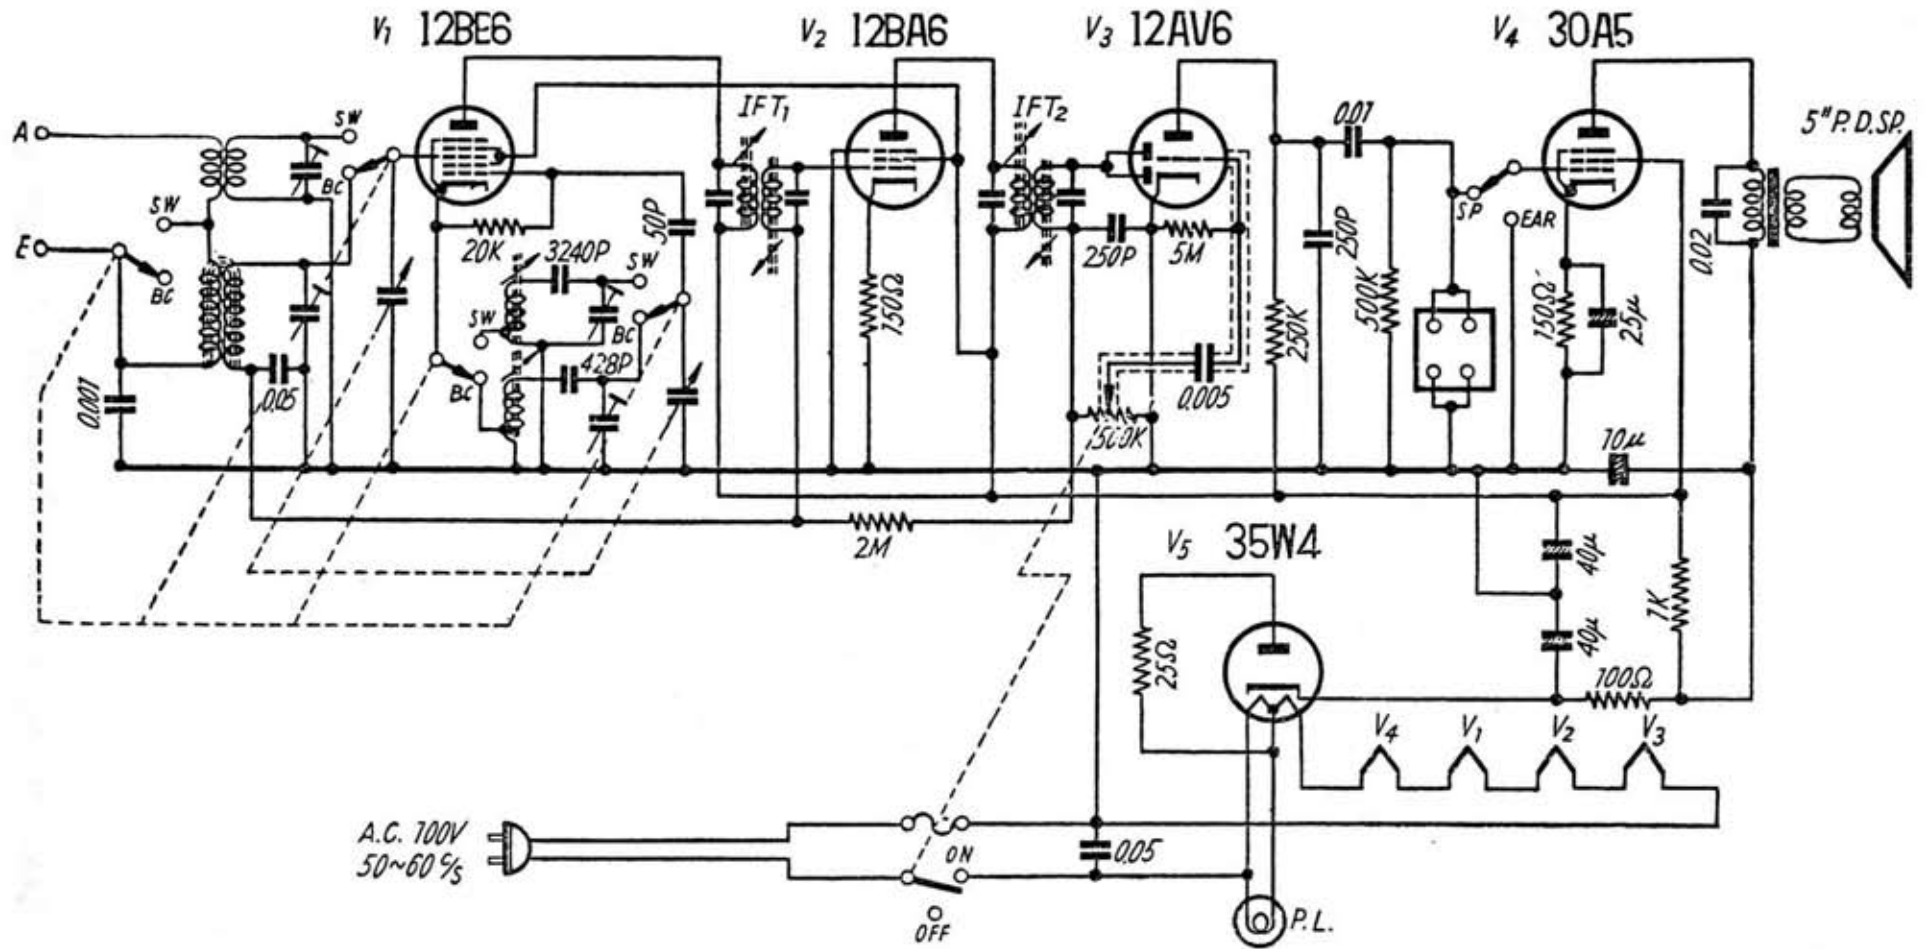 V1 12BE6
V2 12BA6
V3 12AV6
V4 30A5
A
SW
BC
IFT1
IFT2
0.01
5" P.D.SP.
E
SW
BC
20K
3240P
SW
50P
SW
BC
BC
428P
150Ω
250P
5M
250K
250P
500K
SP
EAR
150Ω
25μ
0.02
0.001
0.05
0.005
500K
10μ
2M
V5 35W4
40μ
40μ
1K
25Ω
100Ω
V4 V1 V2 V3
A.C. 100V
50~60 c/s
ON
0.05
OFF
P.L.